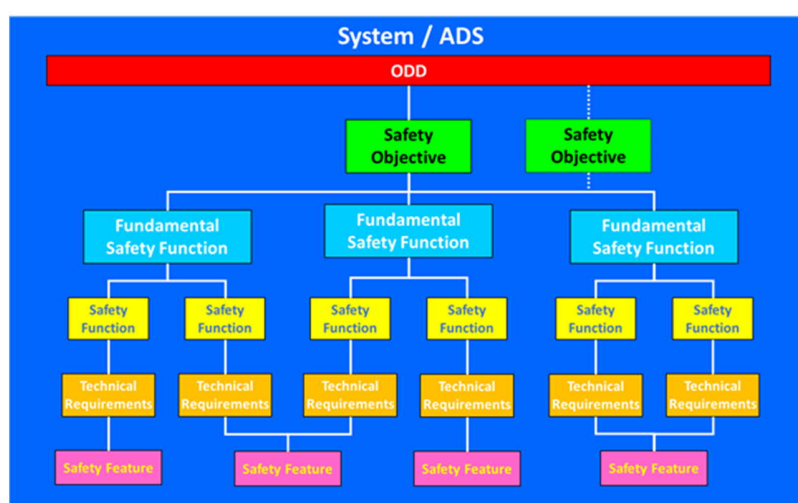 System / ADS
ODD
Safety
Objective
Safety
Objective
Fundamental
Safety Function
Fundamental
Safety Function
Fundamental
Safety Function
Safety
Function
Safety
Function
Safety
Function
Safety
Function
Safety
Function
Safety
Function
Technical
Requirements
Technical
Requirements
Technical
Requirements
Technical
Requirements
Technical
Requirements
Technical
Requirements
Safety Feature
Safety Feature
Safety Feature
Safety Feature